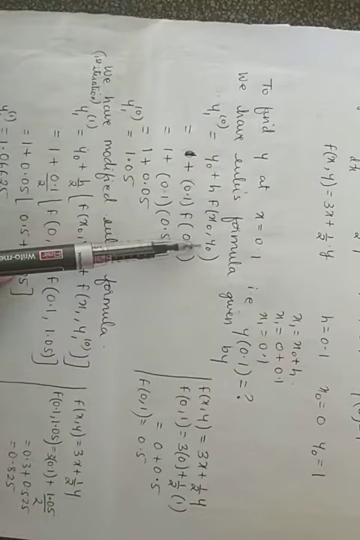 f(x,y) = 3x + 1/2 y h = 0.1 x₀ = 0 y₀ = 1
x₁ = x₀ + h
x₁ = 0 + 0.1
x₁ = 0.1
To find y at x = 0.1 i.e y(0.1) = ?
We have euler's formula given by
y₁⁽⁰⁾ = y₀ + h f(x₀, y₀)
= 1 + (0.1) f(0
= 1 + (0.1)(0.5
= 1 + 0.05
y₁⁽⁰⁾ = 1.05
f(x,y) = 3x + 1/2 y
f(0,1) = 3(0) + 1/2 (1)
= 0 + 0.5
f(0,1) = 0.5
We have modified formula.
y₁⁽¹⁾ = y₀ + h/2 [f(x₀, + f(x₁, y₁⁽⁰⁾)]
= 1 + 0.1/2 [f(0, f(0.1, 1.05)]
= 1 + 0.05 [0.5 +
y₁⁽¹⁾ = 1.06625
f(x,y) = 3x + 1/2 y
f(0.1, 1.05) = 3(0.1) + 1.05/2
= 0.3 + 0.525
= 0.825